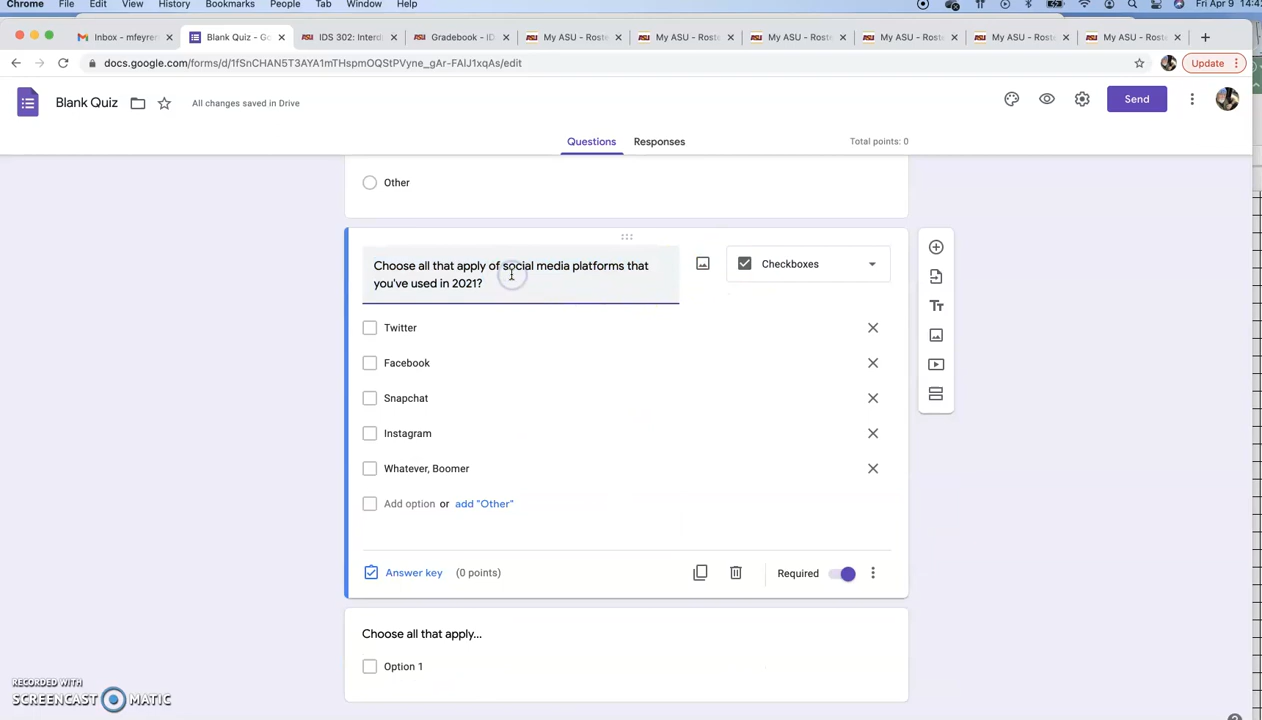 Chrome File Edit View History Bookmarks People Tab Window Help Fri Apr 9 14:4
Inbox - mfeyrer Blank Quiz - Go IDS 302: Interdi Gradebook - ID My ASU - Roste My ASU - Roste My ASU - Roste My ASU - Roste My ASU - Roste My ASU - Roste
docs.google.com/forms/d/1fSnCHAN5T3AYA1mTHspmOQStPVyne_gAr-FAlJ1xqAs/edit Update
Blank Quiz All changes saved in Drive Send
Questions Responses Total points: 0
Other
Choose all that apply of social media platforms that
you've used in 2021?
Checkboxes
Twitter
Facebook
Snapchat
Instagram
Whatever, Boomer
Add option or add "Other"
Answer key (0 points) Required
Choose all that apply...
Option 1
RECORDED WITH
SCREENCAST MATIC